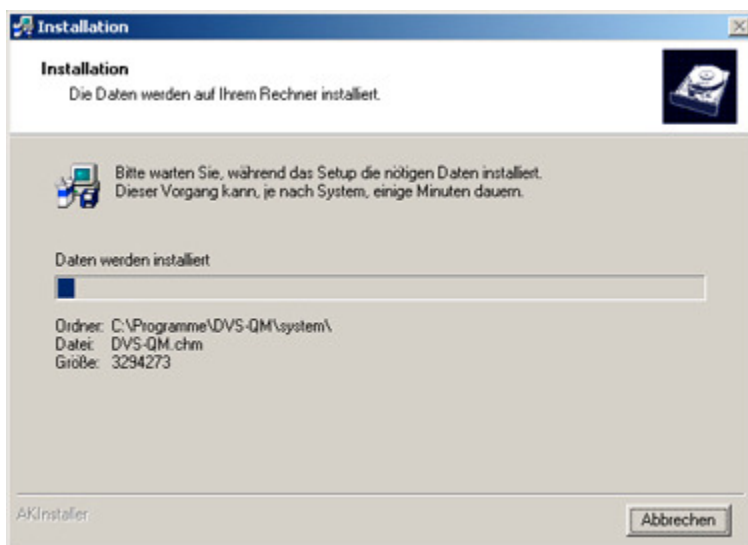 Installation
Installation
Die Daten werden auf Ihrem Rechner installiert.
Bitte warten Sie, während das Setup die nötigen Daten installiert.
Dieser Vorgang kann, je nach System, einige Minuten dauern.
Daten werden installiert
Ordner: C:\Programme\DVS-QM\system\
Datei: DVS-QM.chm
Größe: 3294273
AKInstaller
Abbrechen